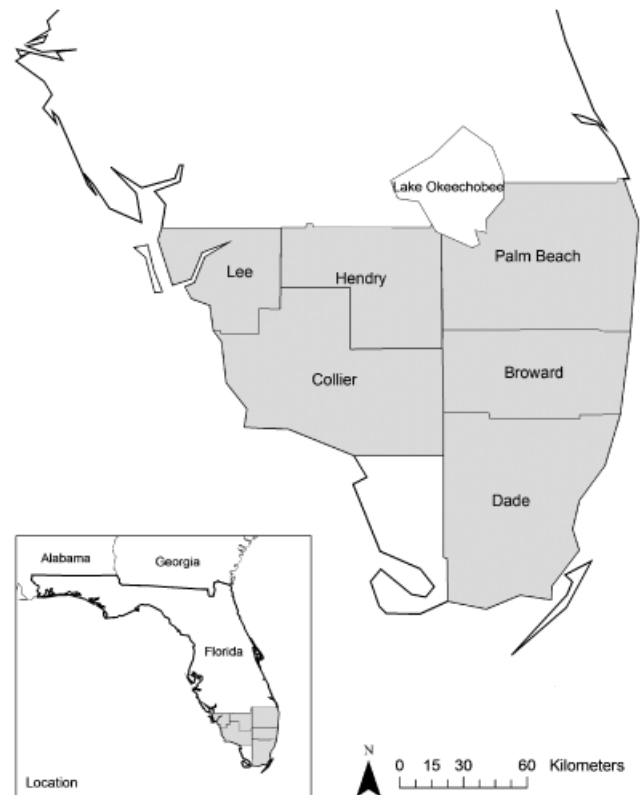 Lake Okeechobee
Palm Beach
Lee
Hendry
Collier
Broward
Dade
Alabama
Georgia
Florida
Location
N
0 15 30 60 Kilometers